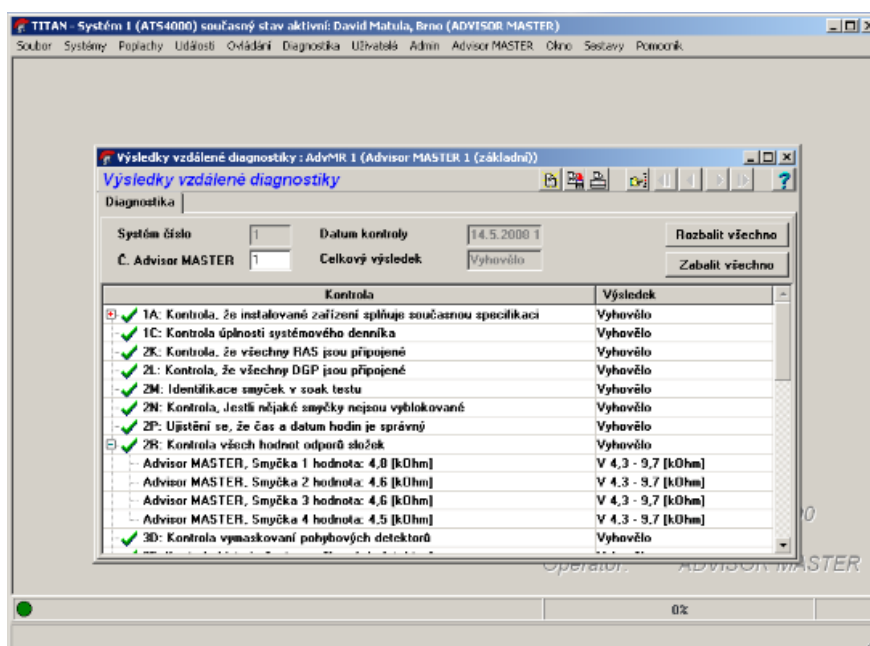 TITAN - Systém 1 (ATS4000) současný stav aktivní: David Matula, Brno (ADVISOR MASTER)
Soubor Systémy Poplachy Události Ovládání Diagnostika Uživatelé Admin Advisor MASTER Okno Sestavy Pomocník
Výsledky vzdálené diagnostiky : AdvMR 1 (Advisor MASTER 1 (základní))
Výsledky vzdálené diagnostiky
Diagnostika
Systém číslo 1 Datum kontroly 14.5.2008 1 Rozbalit všechno
Č. Advisor MASTER 1 Celkový výsledek Vyhovělo Zabalit všechno
Kontrola Výsledek
1A: Kontrola, že instalované zařízení splňuje současnou specifikaci Vyhovělo
1C: Kontrola úplnosti systémového denníka Vyhovělo
2K: Kontrola, že všechny RAS jsou připojené Vyhovělo
2L: Kontrola, že všechny DGP jsou připojené Vyhovělo
2M: Identifikace smyček v soak testu Vyhovělo
2N: Kontrola, Jestli nějaké smyčky nejsou vyblokované Vyhovělo
2P: Ujistění se, že čas a datum hodin je správný Vyhovělo
2R: Kontrola všech hodnot odporů složek Vyhovělo
Advisor MASTER, Smyčka 1 hodnota: 4,8 [kOhm] V 4,3 - 9,7 [kOhm]
Advisor MASTER, Smyčka 2 hodnota: 4,6 [kOhm] V 4,3 - 9,7 [kOhm]
Advisor MASTER, Smyčka 3 hodnota: 4,6 [kOhm] V 4,3 - 9,7 [kOhm]
Advisor MASTER, Smyčka 4 hodnota: 4,5 [kOhm] V 4,3 - 9,7 [kOhm]
3D: Kontrola vymaskovaní pohybových detektorů Vyhovělo
Operátor: ADVISOR MASTER
0%